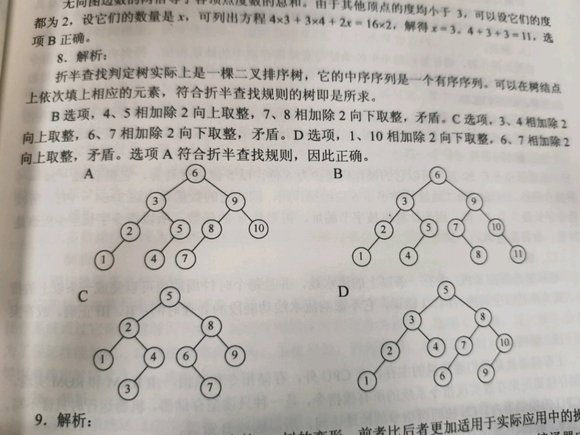 无向图边数的两倍等于各顶点度数的总和。由于其他顶点的度均小于 3，可以设它们的度
都为 2，设它们的数量是 x，可列出方程 4×3＋3×4＋2x＝16×2，解得 x＝3。4＋3＋3＝11，选
项 B 正确。
8．解析：
折半查找判定树实际上是一棵二叉排序树，它的中序序列是一个有序序列。可以在树结点
上依次填上相应的元素，符合折半查找规则的树即是所求。
B 选项，4、5 相加除 2 向上取整，7、8 相加除 2 向下取整，矛盾。C 选项，3、4 相加除 2
向上取整，6、7 相加除 2 向下取整，矛盾。D 选项，1、10 相加除 2 向下取整，6、7 相加除 2
向上取整，矛盾。选项 A 符合折半查找规则，因此正确。
A
6
3 9
2 5 8 10
1 4 7
B
6
3 9
2 5 7 10
1 4 8 11
C
5
2 8
1 4 6 9
3 7
D
5
3 8
2 4 7 10
1 6 9
9．解析：
前者比后者更加适用于实际应用中的操